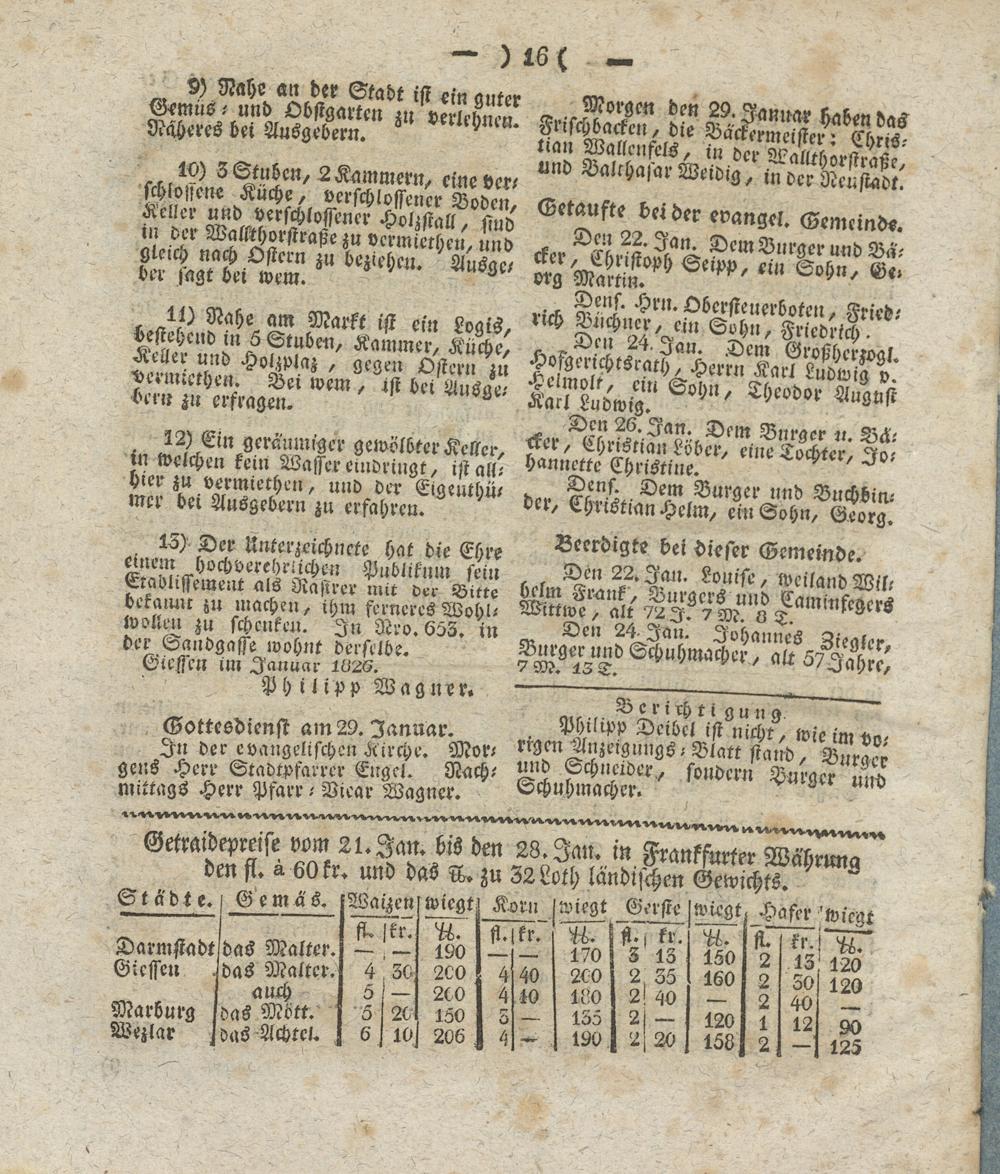 — ) 16 ( —
9) Nahe an der Stadt ist ein guter
Gemüs- und Obstgarten zu verlehnen.
Näheres bei Ausgebern.
10) 3 Stuben, 2 Kammern, eine ver-
schlossene Küche, verschlossener Boden,
Keller und verschlossener Holzstall, sind
in der Wallthorstraße zu vermiethen, und
gleich nach Ostern zu beziehen. Ausge-
ber sagt bei wem.
11) Nahe am Markt ist ein Logis,
bestehend in 5 Stuben, Kammer, Küche,
Keller und Holzplaz, gegen Ostern zu
vermiethen. Bei wem, ist bei Ausge-
bern zu erfragen.
12) Ein geräumiger gewölbter Keller,
in welchen kein Wasser eindringt, ist all-
hier zu vermiethen, und der Eigenthü-
mer bei Ausgebern zu erfahren.
13) Der Unterzeichnete hat die Ehre
einem hochverehrlichen Publikum sein
Etablissement als Rastrer mit der Bitte
bekannt zu machen, ihm ferneres Wohl-
wollen zu schenken. In Nro. 653. in
der Sandgasse wohnt derselbe.
Giessen im Januar 1826.
Philipp Wagner.
Gottesdienst am 29. Januar.
In der evangelischen Kirche. Mor-
gens Herr Stadtpfarrer Engel. Nach-
mittags Herr Pfarr-Vicar Wagner.
Morgen den 29. Januar haben das
Frischbacken, die Bäckermeister: Chris-
tian Wallenfels, in der Wallthorstraße,
und Balthasar Weidig, in der Neustadt.
Getaufte bei der evangel. Gemeinde.
Den 22. Jan. Dem Burger und Bä-
cker, Christoph Seipp, ein Sohn, Ge-
org Martin.
Dens. Hrn. Obersteuerboten, Fried-
rich Büchner, ein Sohn, Friedrich.
Den 24. Jan. Dem Großherzogl.
Hofgerichtsrath, Herrn Karl Ludwig v.
Helmolt, ein Sohn, Theodor August
Karl Ludwig.
Den 26. Jan. Dem Burger u. Bä-
cker, Christian Löber, eine Tochter, Jo-
hannette Christine.
Dens. Dem Burger und Buchbin-
der, Christian Helm, ein Sohn, Georg.
Beerdigte bei dieser Gemeinde.
Den 22. Jan. Louise, weiland Wil-
helm Frank, Burgers und Caminfegers
Wittwe, alt 72 J. 7 M. 8 T.
Den 24. Jan. Johannes Ziegler,
Burger und Schuhmacher, alt 57 Jahre,
7 M. 13 T.
Berichtigung
Philipp Deibel ist nicht, wie im vo-
rigen Anzeigungs-Blatt stand, Burger
und Schneider, sondern Burger und
Schuhmacher.
Getraidepreise vom 21. Jan. bis den 28. Jan. in Frankfurter Währung
den fl. à 60 kr. und das ℔. zu 32 Loth ländischen Gewichts.
Städte. Gemäs. Waizen wiegt Korn wiegt Gerste wiegt Hafer wiegt
fl. kr. ℔. fl. kr. ℔. fl. kr. ℔. fl. kr. ℔.
Darmstadt das Malter. — — 190 — — 170 3 13 150 2 13 120
Giessen das Malter. 4 30 200 4 40 200 2 35 160 2 30 120
auch 5 — 200 4 10 180 2 40 — 2 40 —
Marburg das Mött. 5 20 150 3 — 135 2 — 120 1 12 90
Wezlar das Achtel. 6 10 206 4 — 190 2 20 158 2 — 125